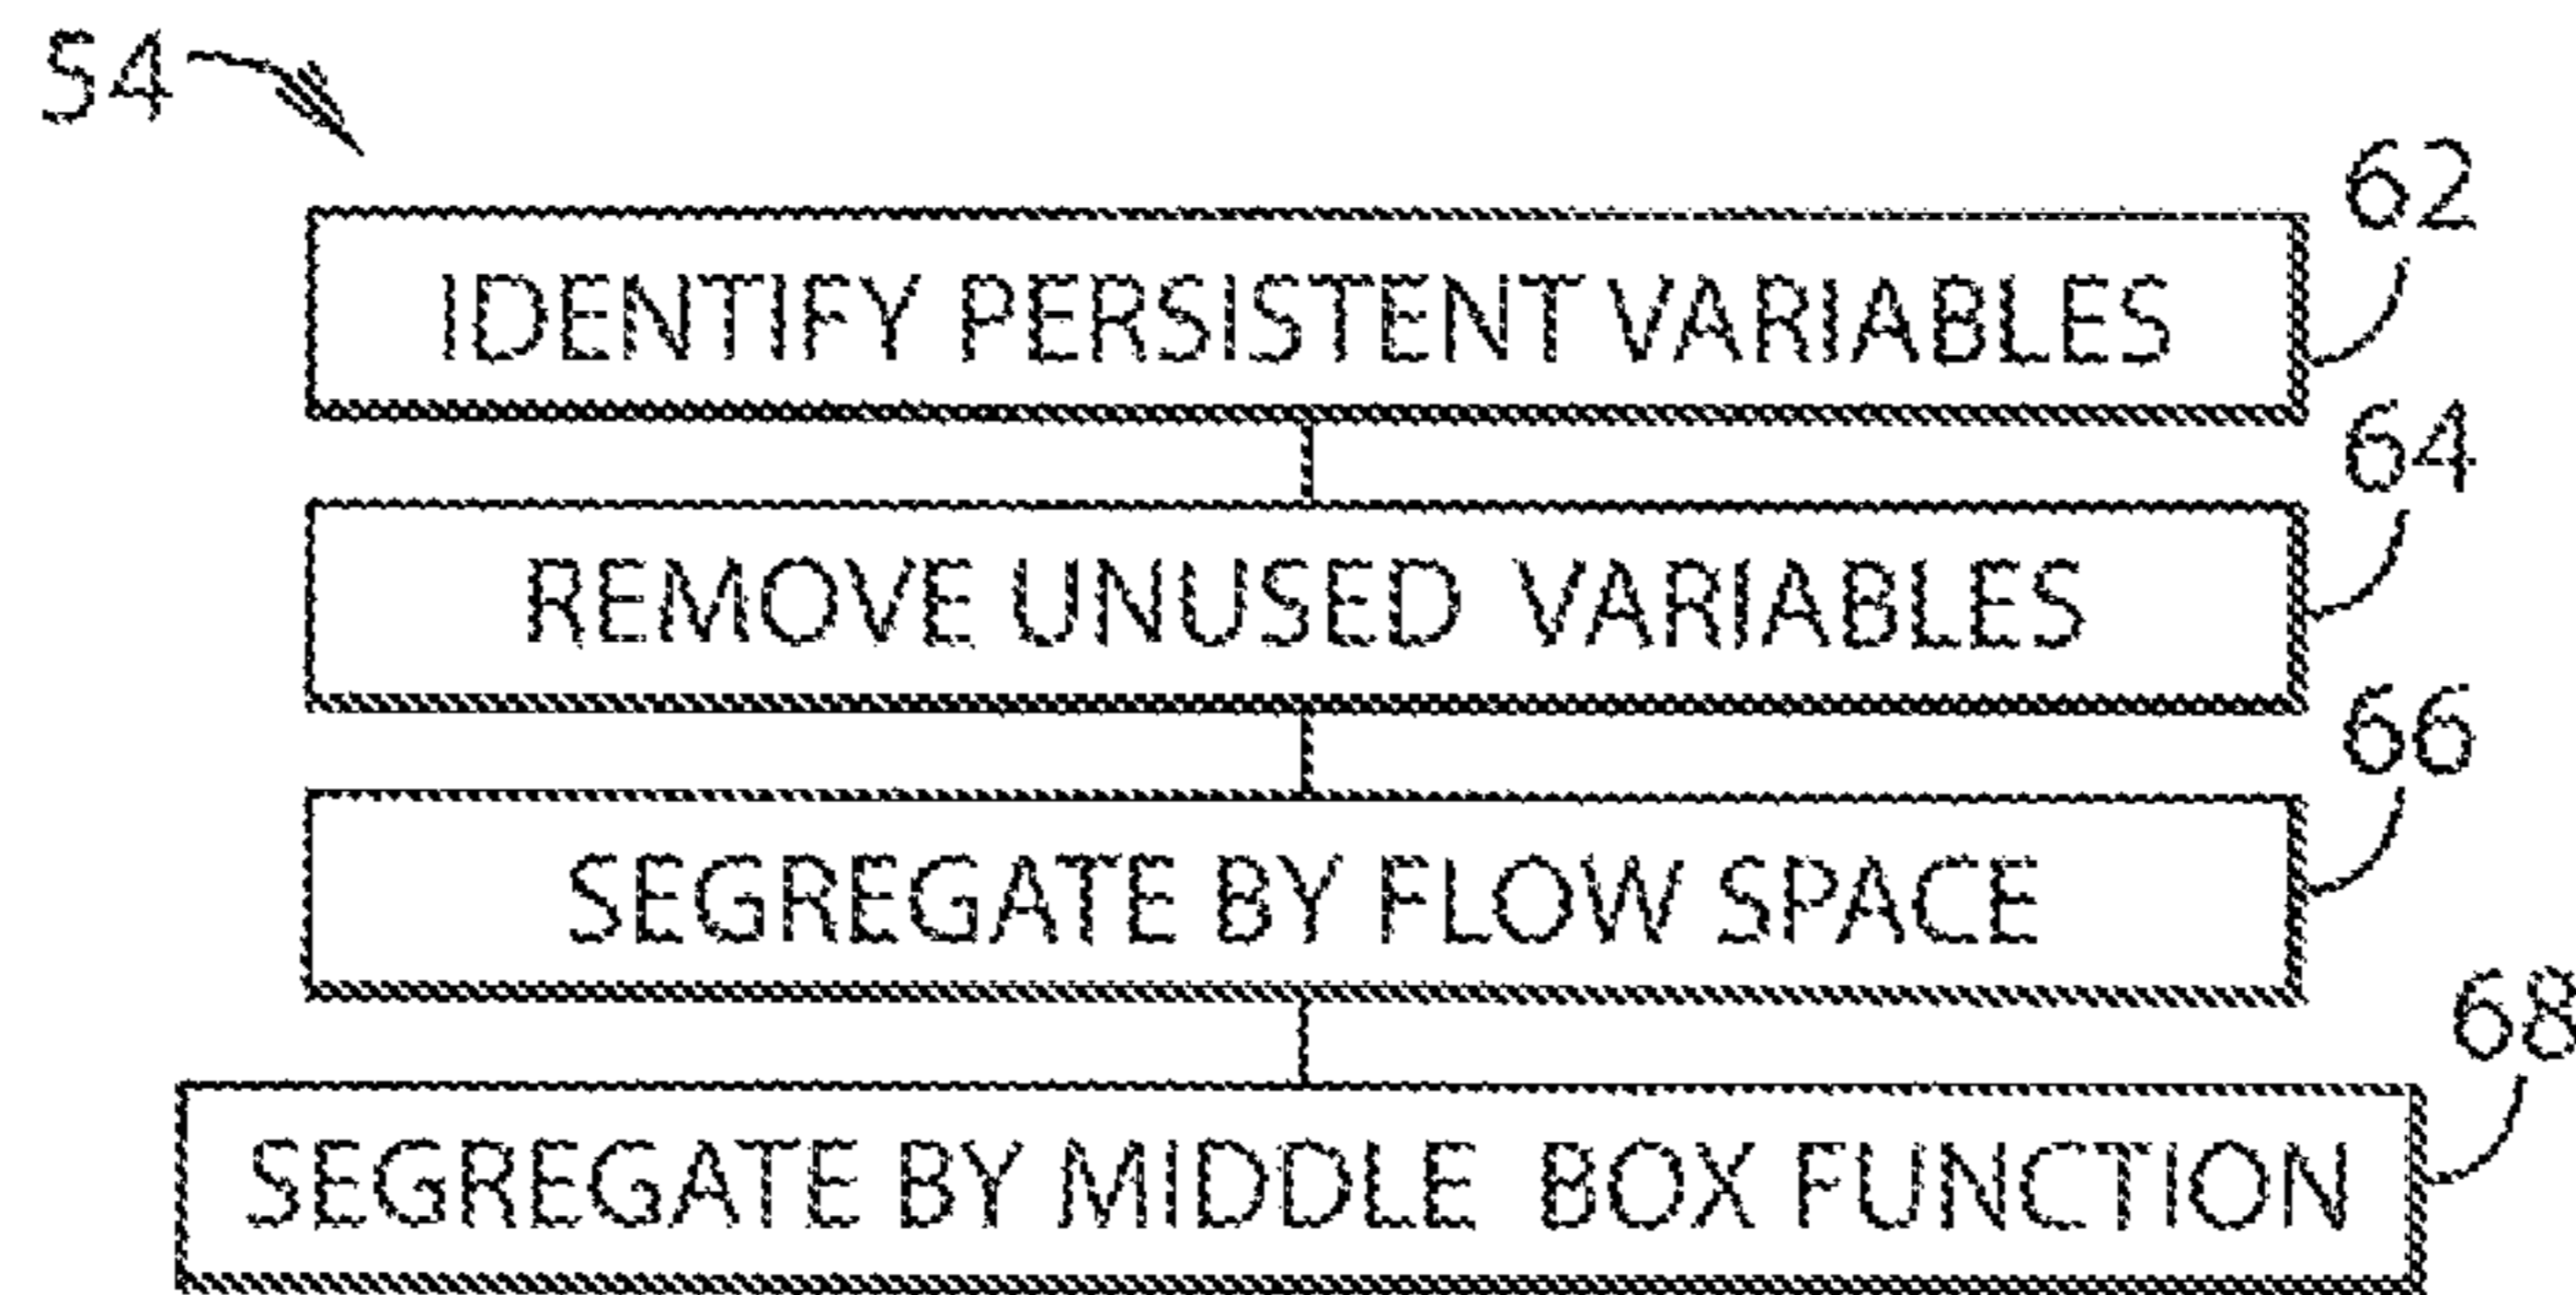 54
62
IDENTIFY PERSISTENT VARIABLES
64
REMOVE UNUSED VARIABLES
66
SEGREGATE BY FLOW SPACE
68
SEGREGATE BY MIDDLE BOX FUNCTION